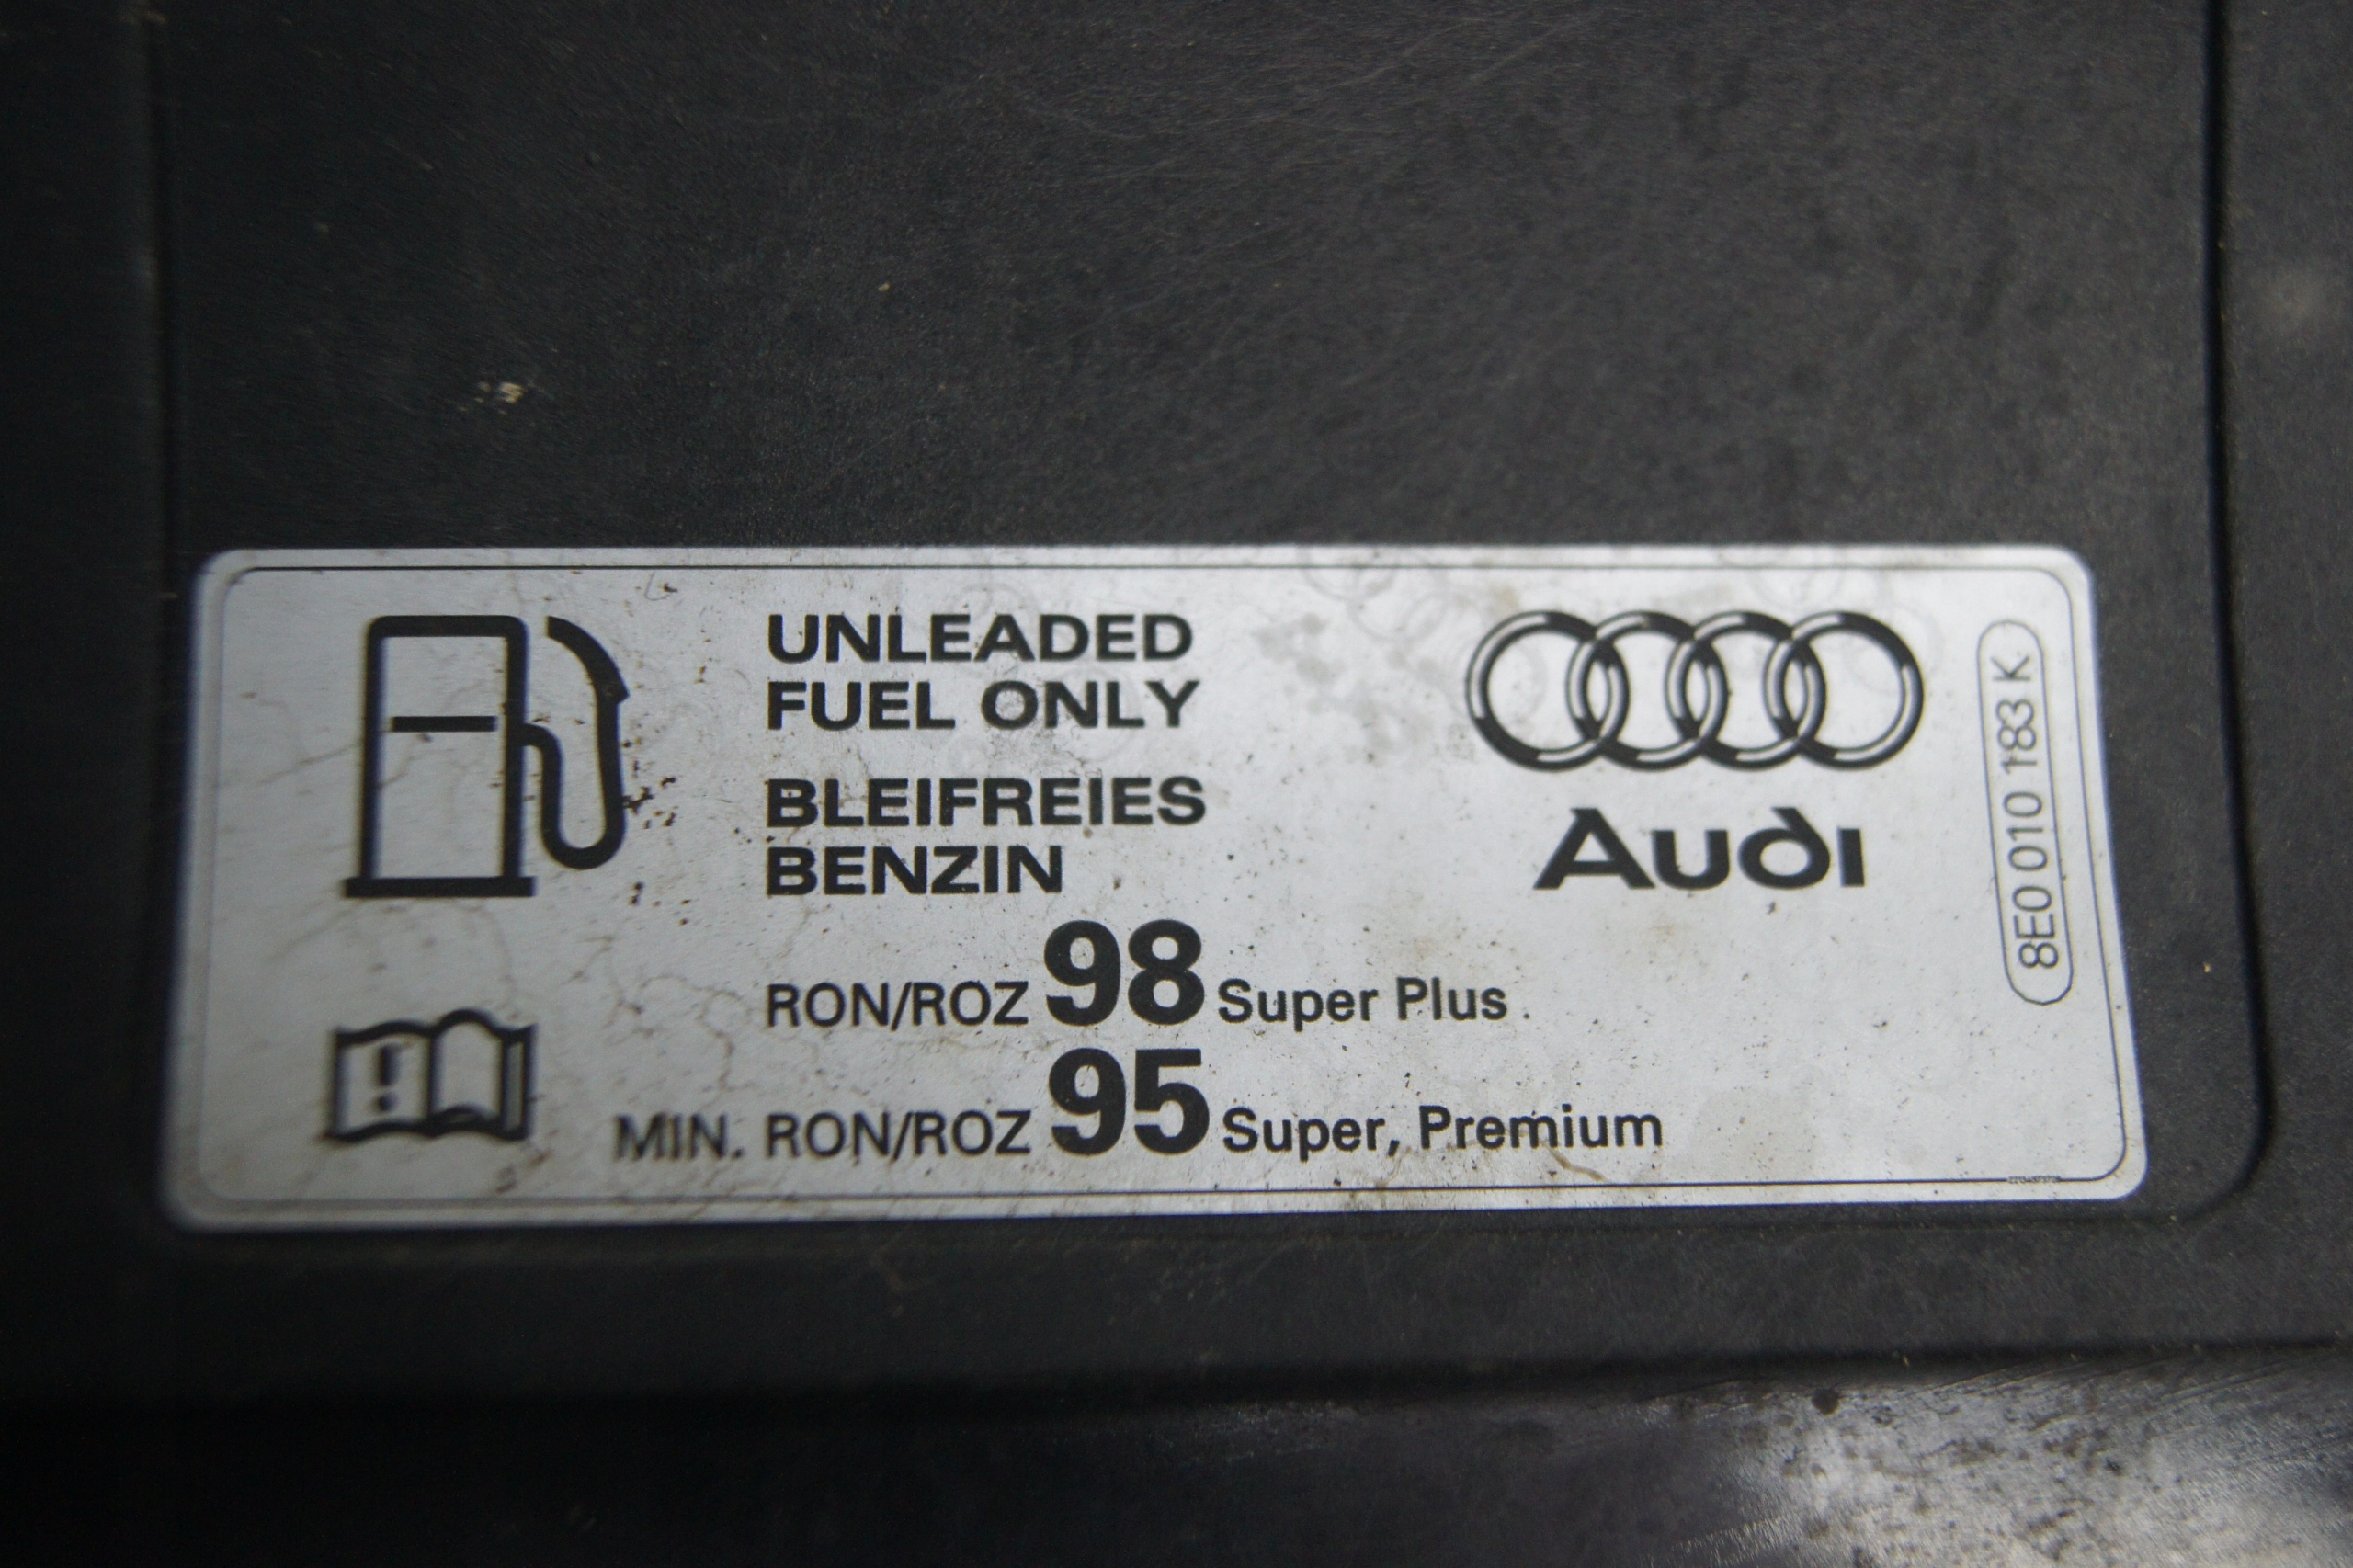 UNLEADED
FUEL ONLY
BLEIFREIES
BENZIN
RON/ROZ 98 Super Plus
MIN. RON/ROZ 95 Super, Premium
Audi
8E0 010 183 K
!